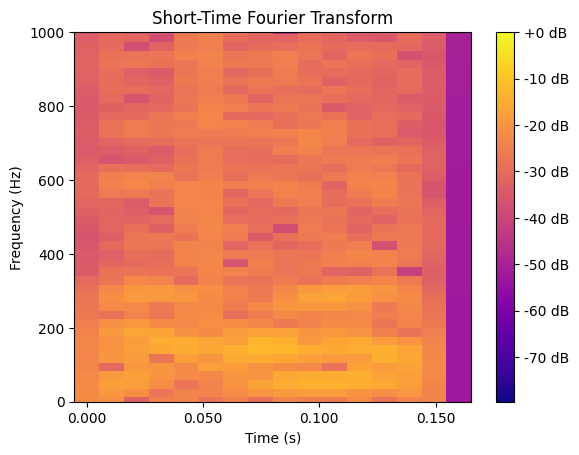 Short-Time Fourier Transform
1000
800
600
400
200
0
Frequency (Hz)
0.000
0.050
0.100
0.150
Time (s)
+0 dB
-10 dB
-20 dB
-30 dB
-40 dB
-50 dB
-60 dB
-70 dB